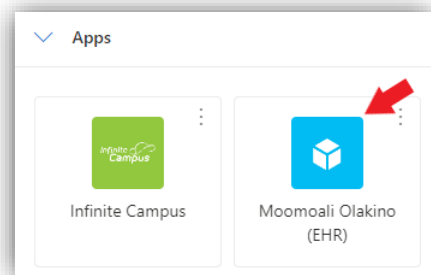 Apps
Infinite
Campus
Infinite Campus
Moomoali Olakino
(EHR)